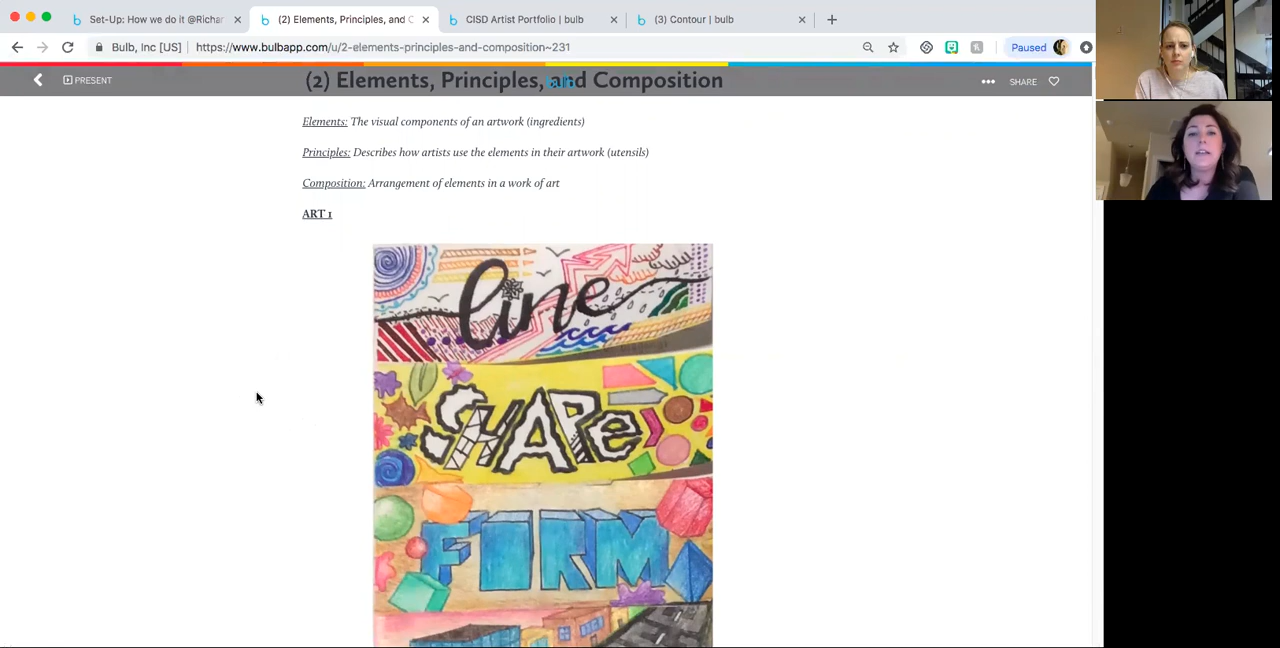 Set-Up: How we do it @Richar
(2) Elements, Principles, and C
CISD Artist Portfolio | bulb
(3) Contour | bulb
Bulb, Inc [US] | https://www.bulbapp.com/u/2-elements-principles-and-composition~231
Paused
PRESENT
(2) Elements, Principles, and Composition
bulb
SHARE
Elements: The visual components of an artwork (ingredients)
Principles: Describes how artists use the elements in their artwork (utensils)
Composition: Arrangement of elements in a work of art
ART 1
line
SHAPe
FORM